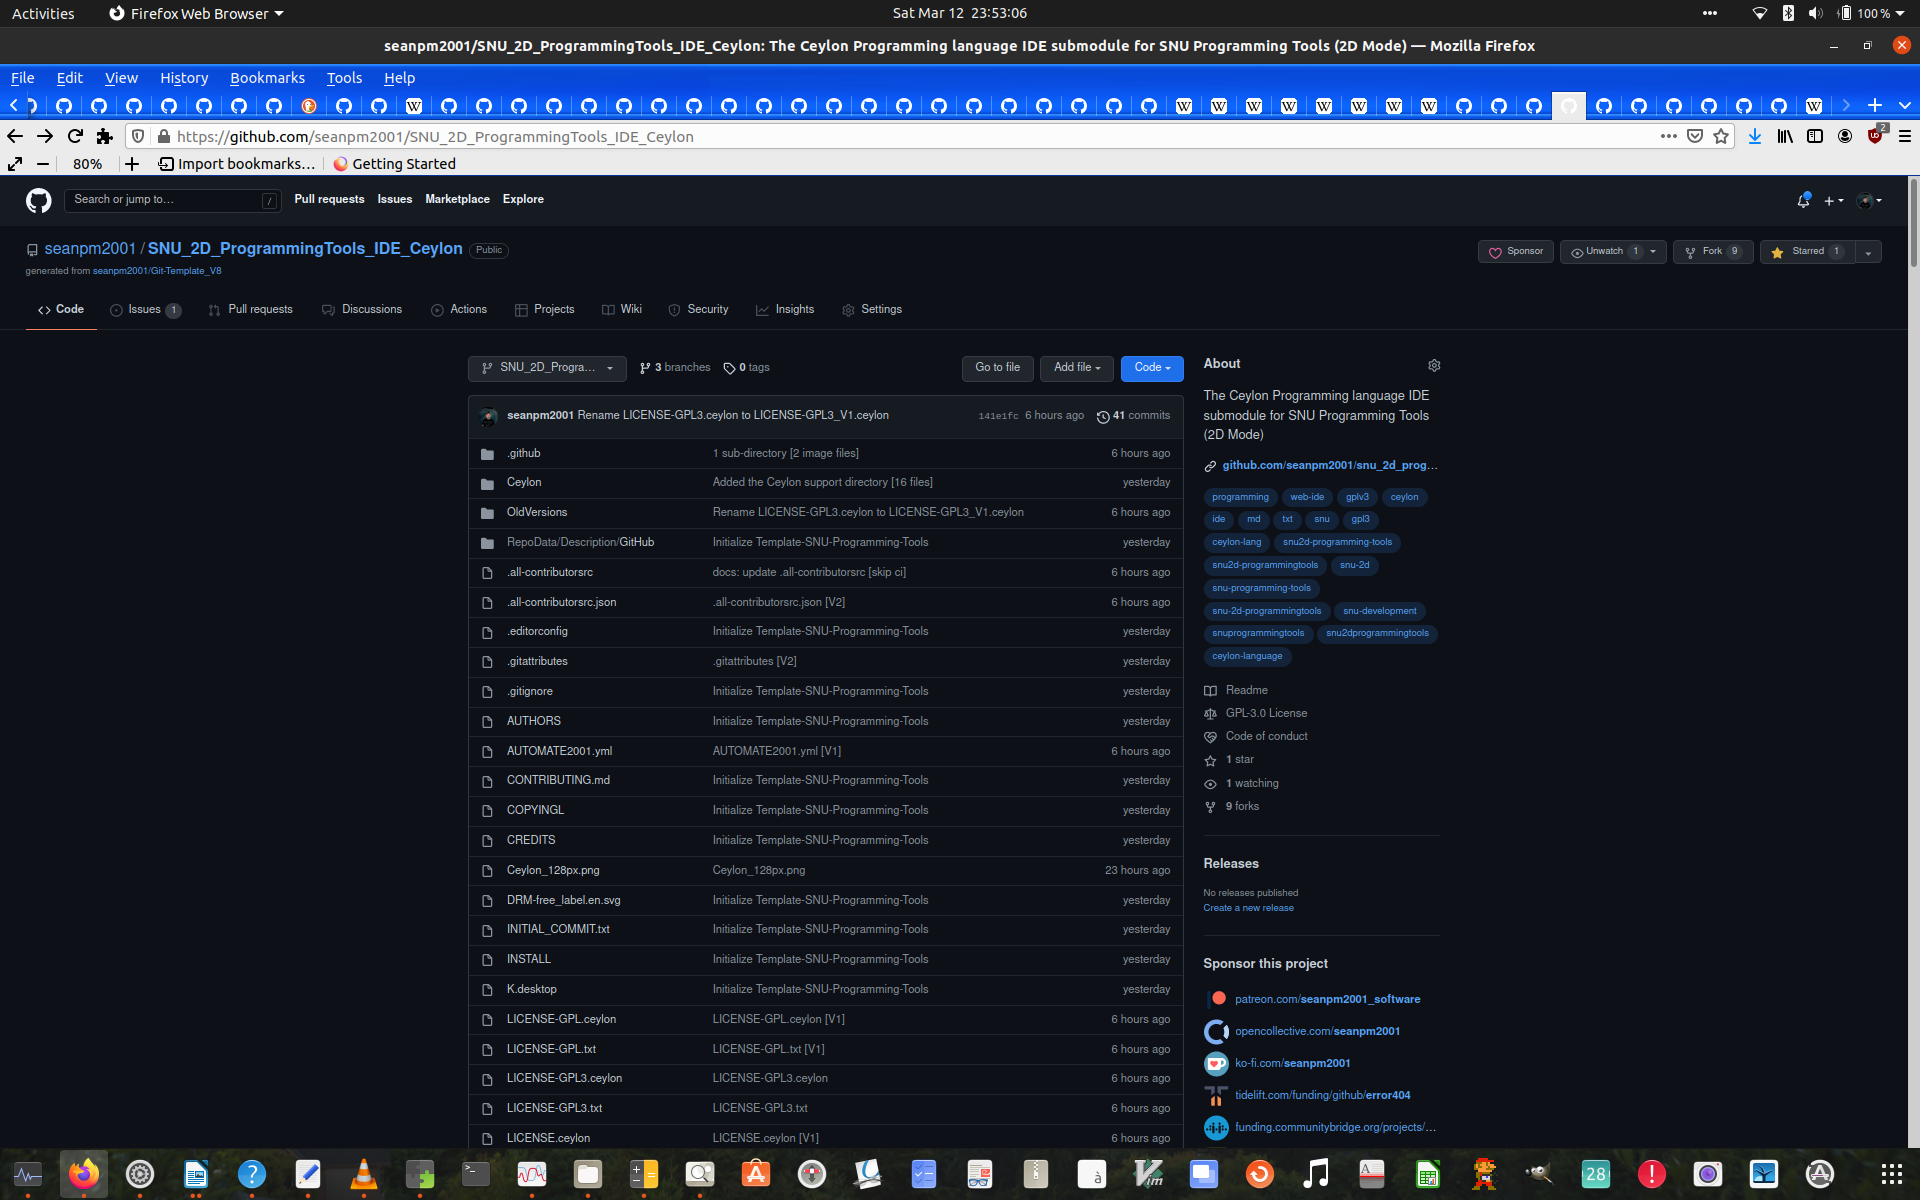 Activities
Firefox Web Browser
Sat Mar 12 23:53:06
100 %
seanpm2001/SNU_2D_ProgrammingTools_IDE_Ceylon: The Ceylon Programming language IDE submodule for SNU Programming Tools (2D Mode) — Mozilla Firefox
File Edit View History Bookmarks Tools Help
https://github.com/seanpm2001/SNU_2D_ProgrammingTools_IDE_Ceylon
2
80%
Import bookmarks…
Getting Started
Search or jump to…
/
Pull requests Issues Marketplace Explore
seanpm2001 / SNU_2D_ProgrammingTools_IDE_Ceylon Public
generated from seanpm2001/Git-Template_V8
Sponsor
Unwatch 1
Fork 9
Starred 1
Code
Issues 1
Pull requests
Discussions
Actions
Projects
Wiki
Security
Insights
Settings
SNU_2D_Progra…
3 branches
0 tags
Go to file
Add file
Code
seanpm2001 Rename LICENSE-GPL3.ceylon to LICENSE-GPL3_V1.ceylon 141e1fc 6 hours ago 41 commits
.github 1 sub-directory [2 image files] 6 hours ago
Ceylon Added the Ceylon support directory [16 files] yesterday
OldVersions Rename LICENSE-GPL3.ceylon to LICENSE-GPL3_V1.ceylon 6 hours ago
RepoData/Description/GitHub Initialize Template-SNU-Programming-Tools yesterday
.all-contributorsrc docs: update .all-contributorsrc [skip ci] 6 hours ago
.all-contributorsrc.json .all-contributorsrc.json [V2] 6 hours ago
.editorconfig Initialize Template-SNU-Programming-Tools yesterday
.gitattributes .gitattributes [V2] yesterday
.gitignore Initialize Template-SNU-Programming-Tools yesterday
AUTHORS Initialize Template-SNU-Programming-Tools yesterday
AUTOMATE2001.yml AUTOMATE2001.yml [V1] 6 hours ago
CONTRIBUTING.md Initialize Template-SNU-Programming-Tools yesterday
COPYINGL Initialize Template-SNU-Programming-Tools yesterday
CREDITS Initialize Template-SNU-Programming-Tools yesterday
Ceylon_128px.png Ceylon_128px.png 23 hours ago
DRM-free_label.en.svg Initialize Template-SNU-Programming-Tools yesterday
INITIAL_COMMIT.txt Initialize Template-SNU-Programming-Tools yesterday
INSTALL Initialize Template-SNU-Programming-Tools yesterday
K.desktop Initialize Template-SNU-Programming-Tools yesterday
LICENSE-GPL.ceylon LICENSE-GPL.ceylon [V1] 6 hours ago
LICENSE-GPL.txt LICENSE-GPL.txt [V1] 6 hours ago
LICENSE-GPL3.ceylon LICENSE-GPL3.ceylon 6 hours ago
LICENSE-GPL3.txt LICENSE-GPL3.txt 6 hours ago
LICENSE.ceylon LICENSE.ceylon [V1] 6 hours ago
About
The Ceylon Programming language IDE
submodule for SNU Programming Tools
(2D Mode)
github.com/seanpm2001/snu_2d_prog…
programming web-ide gplv3 ceylon
ide md txt snu gpl3
ceylon-lang snu2d-programming-tools
snu2d-programmingtools snu-2d
snu-programming-tools
snu-2d-programmingtools snu-development
snuprogrammingtools snu2dprogrammingtools
ceylon-language
Readme
GPL-3.0 License
Code of conduct
1 star
1 watching
9 forks
Releases
No releases published
Create a new release
Sponsor this project
patreon.com/seanpm2001_software
opencollective.com/seanpm2001
ko-fi.com/seanpm2001
tidelift.com/funding/github/error404
funding.communitybridge.org/projects/…
28